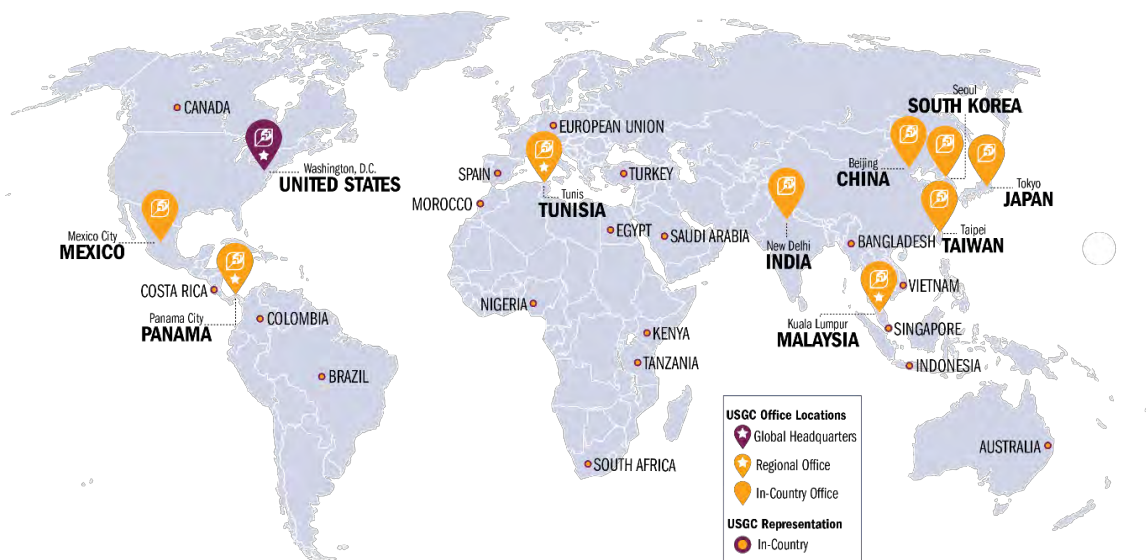 CANADA
Washington, D.C.
UNITED STATES
Mexico City
MEXICO
COSTA RICA
Panama City
PANAMA
COLOMBIA
BRAZIL
EUROPEAN UNION
SPAIN
Tunis
TUNISIA
TURKEY
MOROCCO
EGYPT
SAUDI ARABIA
NIGERIA
KENYA
TANZANIA
SOUTH AFRICA
New Delhi
INDIA
Seoul
SOUTH KOREA
Beijing
CHINA
Tokyo
JAPAN
Taipei
TAIWAN
BANGLADESH
VIETNAM
Kuala Lumpur
MALAYSIA
SINGAPORE
INDONESIA
AUSTRALIA
USGC Office Locations
Global Headquarters
Regional Office
In-Country Office
USGC Representation
In-Country